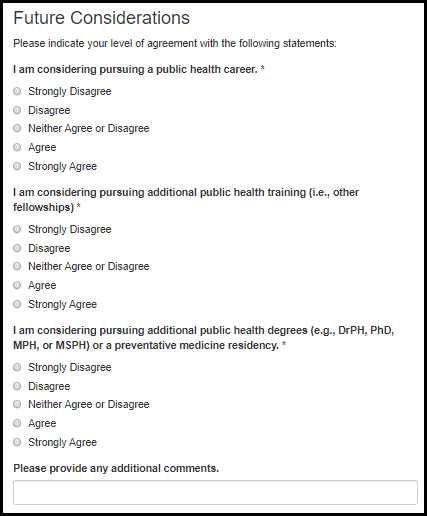 Future Considerations
Please indicate your level of agreement with the following statements:
I am considering pursuing a public health career. *
Strongly Disagree
Disagree
Neither Agree or Disagree
Agree
Strongly Agree
I am considering pursuing additional public health training (i.e., other
fellowships) *
Strongly Disagree
Disagree
Neither Agree or Disagree
Agree
Strongly Agree
I am considering pursuing additional public health degrees (e.g., DrPH, PhD,
MPH, or MSPH) or a preventative medicine residency. *
Strongly Disagree
Disagree
Neither Agree or Disagree
Agree
Strongly Agree
Please provide any additional comments.